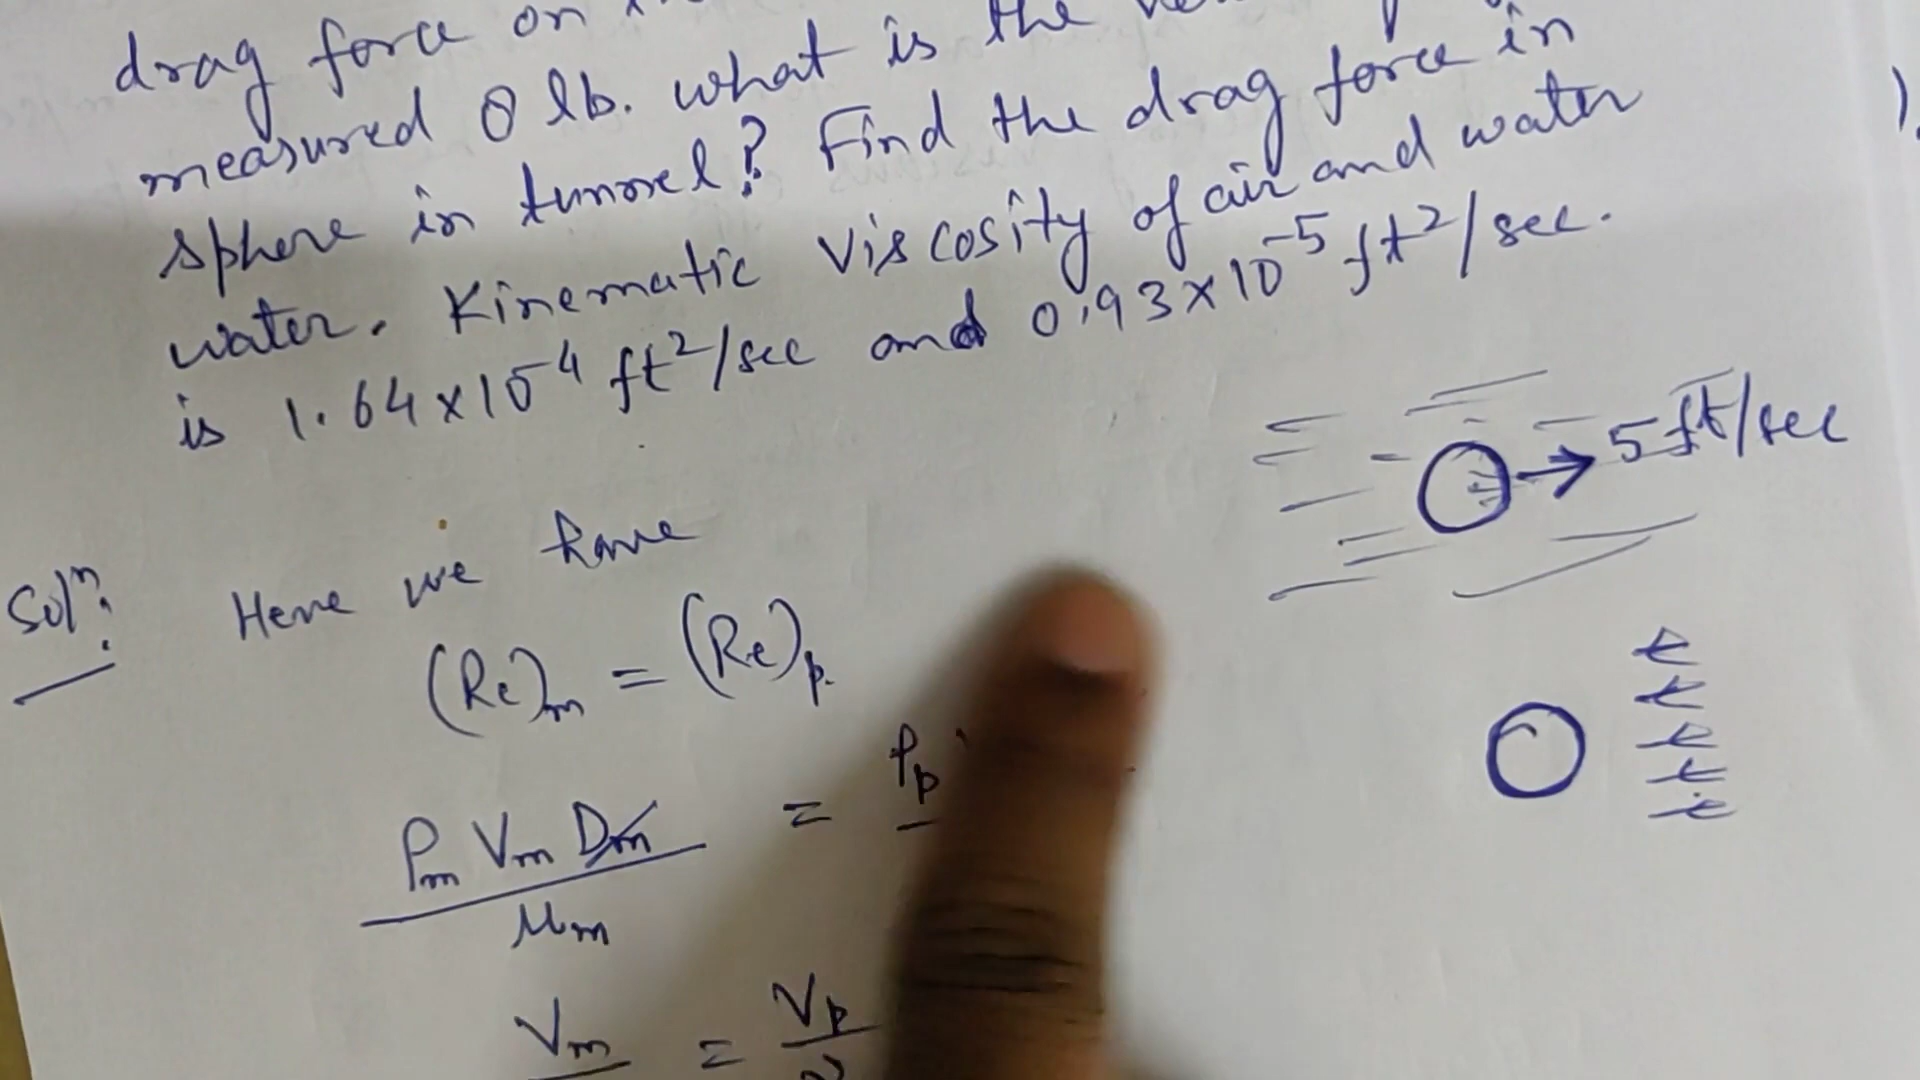 drag force on
measured 8 lb. what is the
sphere in tunnel? Find the drag force in
water. Kinematic Viscosity of air and water
is 1.64×10⁻⁴ ft²/sec and 0.93×10⁻⁵ ft²/sec.
5 ft/sec
Solⁿ: Here we have
(Re)m = (Re)p.
ρm Vm Dm / μm = ρp
Vm = Vp